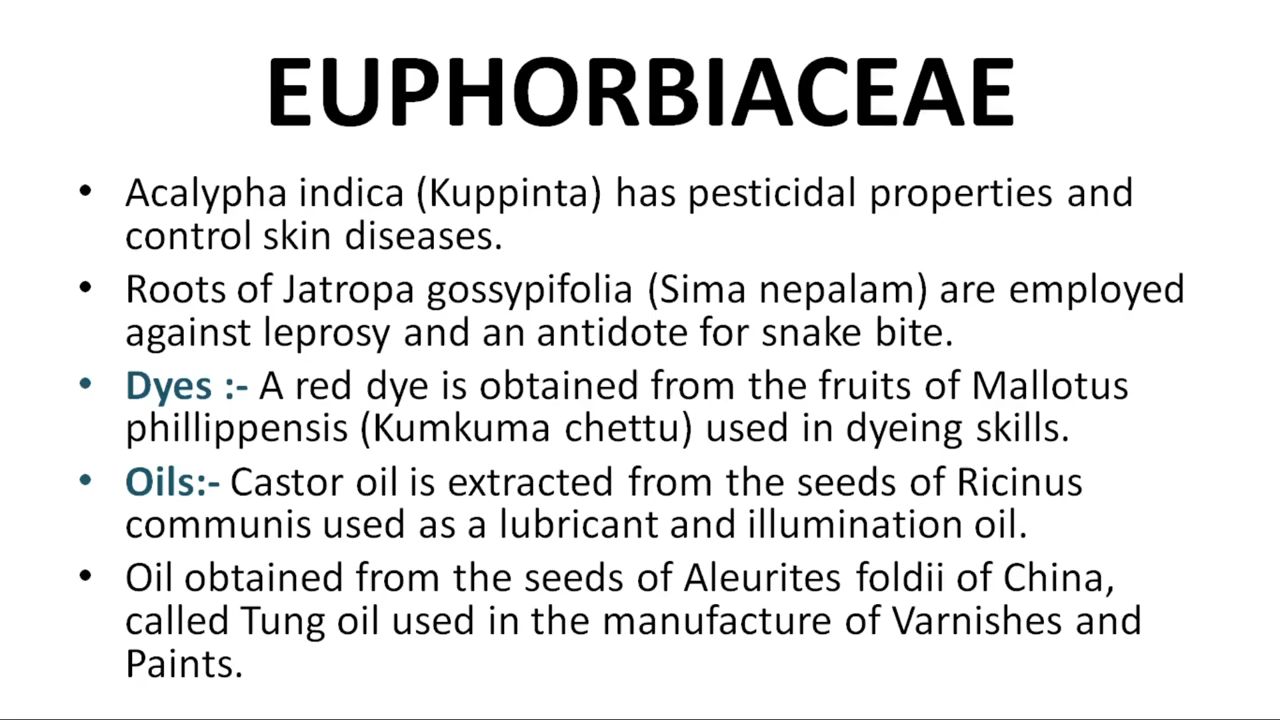 EUPHORBIACEAE
• Acalypha indica (Kuppinta) has pesticidal properties and
control skin diseases.
• Roots of Jatropa gossypifolia (Sima nepalam) are employed
against leprosy and an antidote for snake bite.
• Dyes :- A red dye is obtained from the fruits of Mallotus
phillippensis (Kumkuma chettu) used in dyeing skills.
• Oils:- Castor oil is extracted from the seeds of Ricinus
communis used as a lubricant and illumination oil.
• Oil obtained from the seeds of Aleurites foldii of China,
called Tung oil used in the manufacture of Varnishes and
Paints.